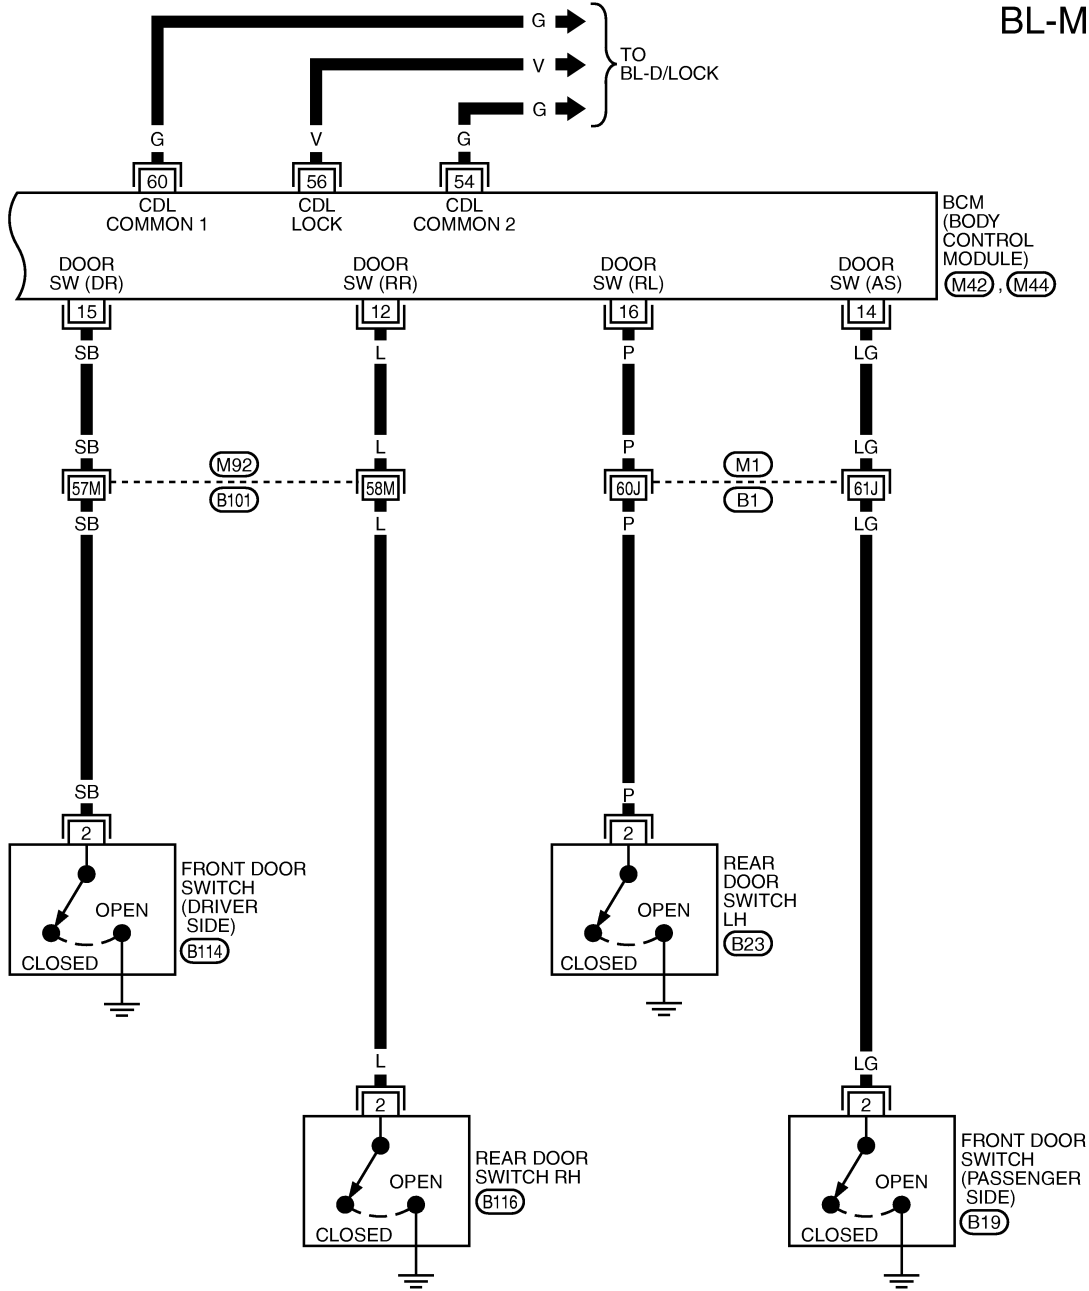 BL-M
G
V
G
TO
BL-D/LOCK
G
V
G
60
56
54
CDL
COMMON 1
CDL
LOCK
CDL
COMMON 2
BCM
(BODY
CONTROL
MODULE)
M42 , M44
DOOR
SW (DR)
DOOR
SW (RR)
DOOR
SW (RL)
DOOR
SW (AS)
15
12
16
14
SB
L
P
LG
SB
L
P
LG
M92
M1
57M
58M
60J
61J
B101
B1
SB
L
P
LG
SB
P
2
2
FRONT DOOR
SWITCH
(DRIVER
SIDE)
B114
OPEN
CLOSED
REAR
DOOR
SWITCH
LH
B23
OPEN
CLOSED
L
LG
2
2
REAR DOOR
SWITCH RH
B116
OPEN
CLOSED
FRONT DOOR
SWITCH
(PASSENGER
SIDE)
B19
OPEN
CLOSED